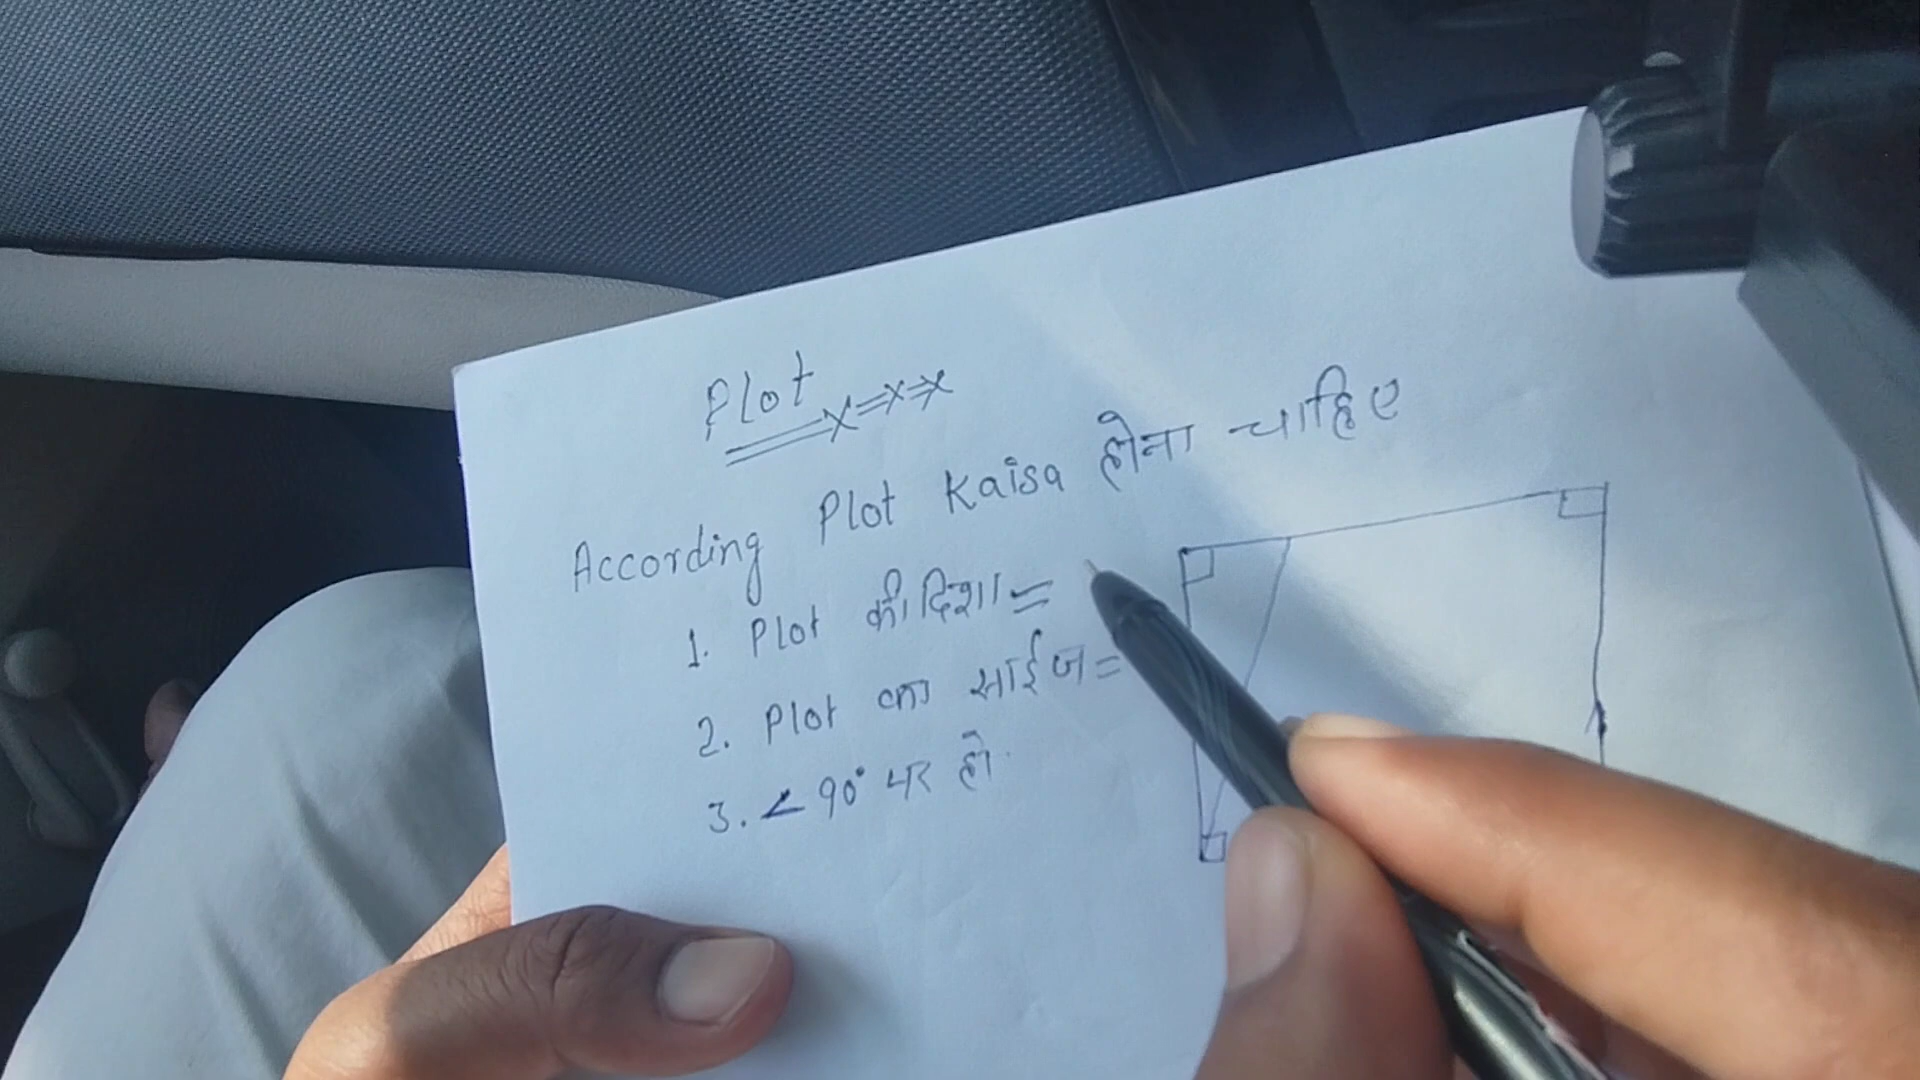 Plot
According Plot Kaisa होना चाहिए
1. Plot की दिशा =
2. Plot का साईज =
3. < 90° पर हो.